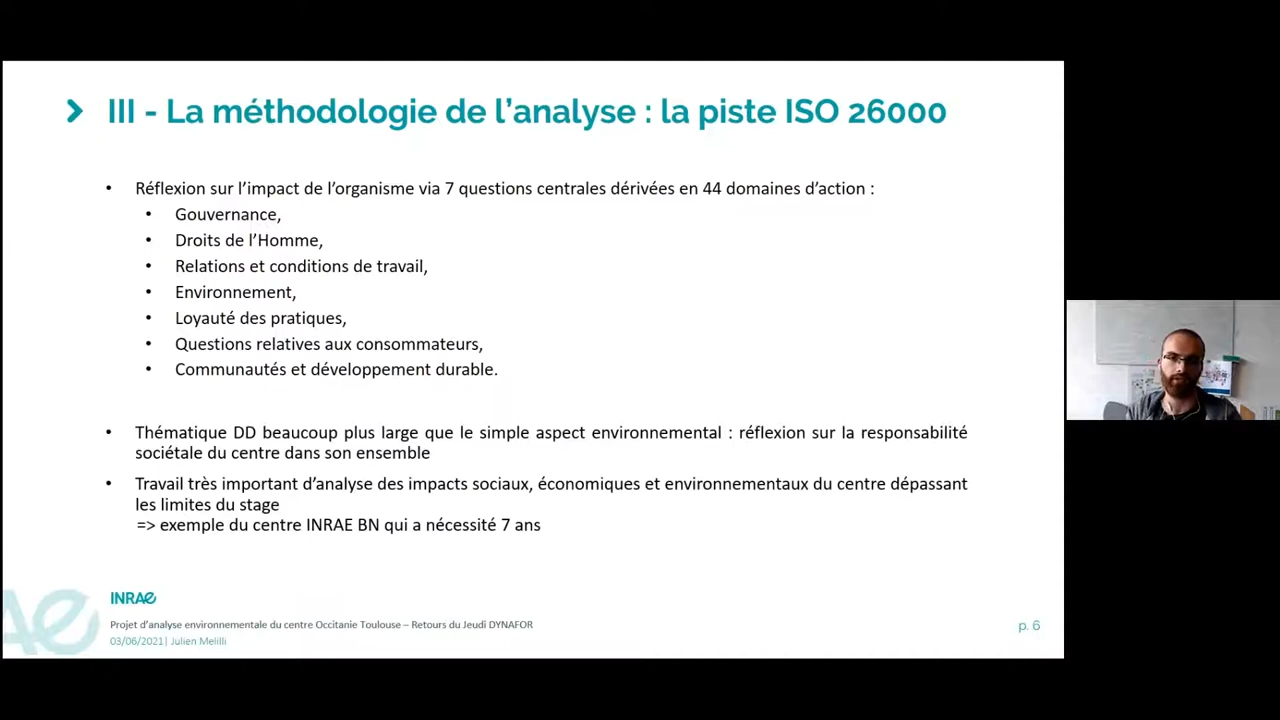 III - La méthodologie de l'analyse : la piste ISO 26000
• Réflexion sur l'impact de l'organisme via 7 questions centrales dérivées en 44 domaines d'action :
• Gouvernance,
• Droits de l'Homme,
• Relations et conditions de travail,
• Environnement,
• Loyauté des pratiques,
• Questions relatives aux consommateurs,
• Communautés et développement durable.
• Thématique DD beaucoup plus large que le simple aspect environnemental : réflexion sur la responsabilité
sociétale du centre dans son ensemble
• Travail très important d'analyse des impacts sociaux, économiques et environnementaux du centre dépassant
les limites du stage
=> exemple du centre INRAE BN qui a nécessité 7 ans
INRAE
Projet d'analyse environnementale du centre Occitanie Toulouse – Retours du Jeudi DYNAFOR
03/06/2021| Julien Melilli
p. 6